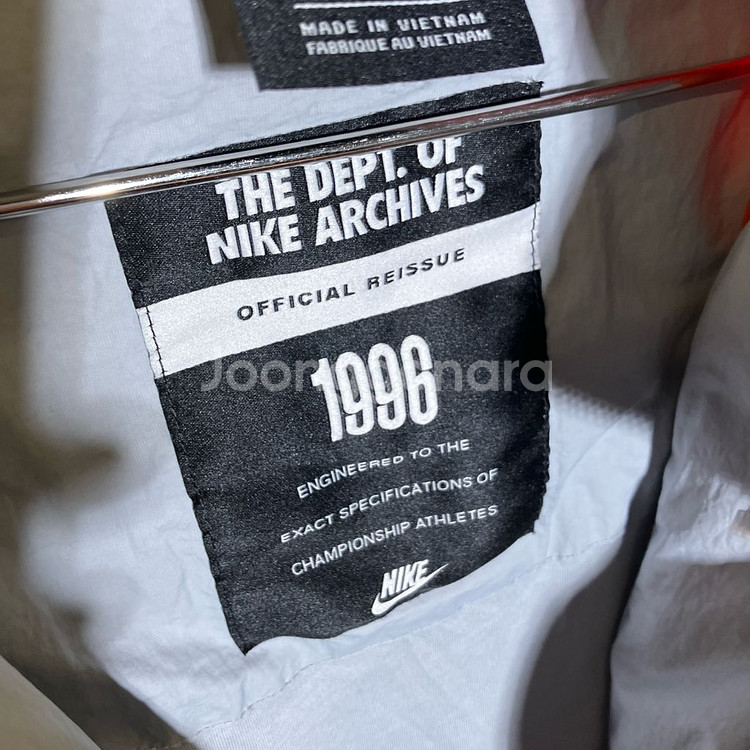 MADE IN VIETNAM
FABRIQUE AU VIETNAM
THE DEPT. OF
NIKE ARCHIVES
OFFICIAL REISSUE
1996
Joonggonara
ENGINEERED TO THE
EXACT SPECIFICATIONS OF
CHAMPIONSHIP ATHLETES
NIKE